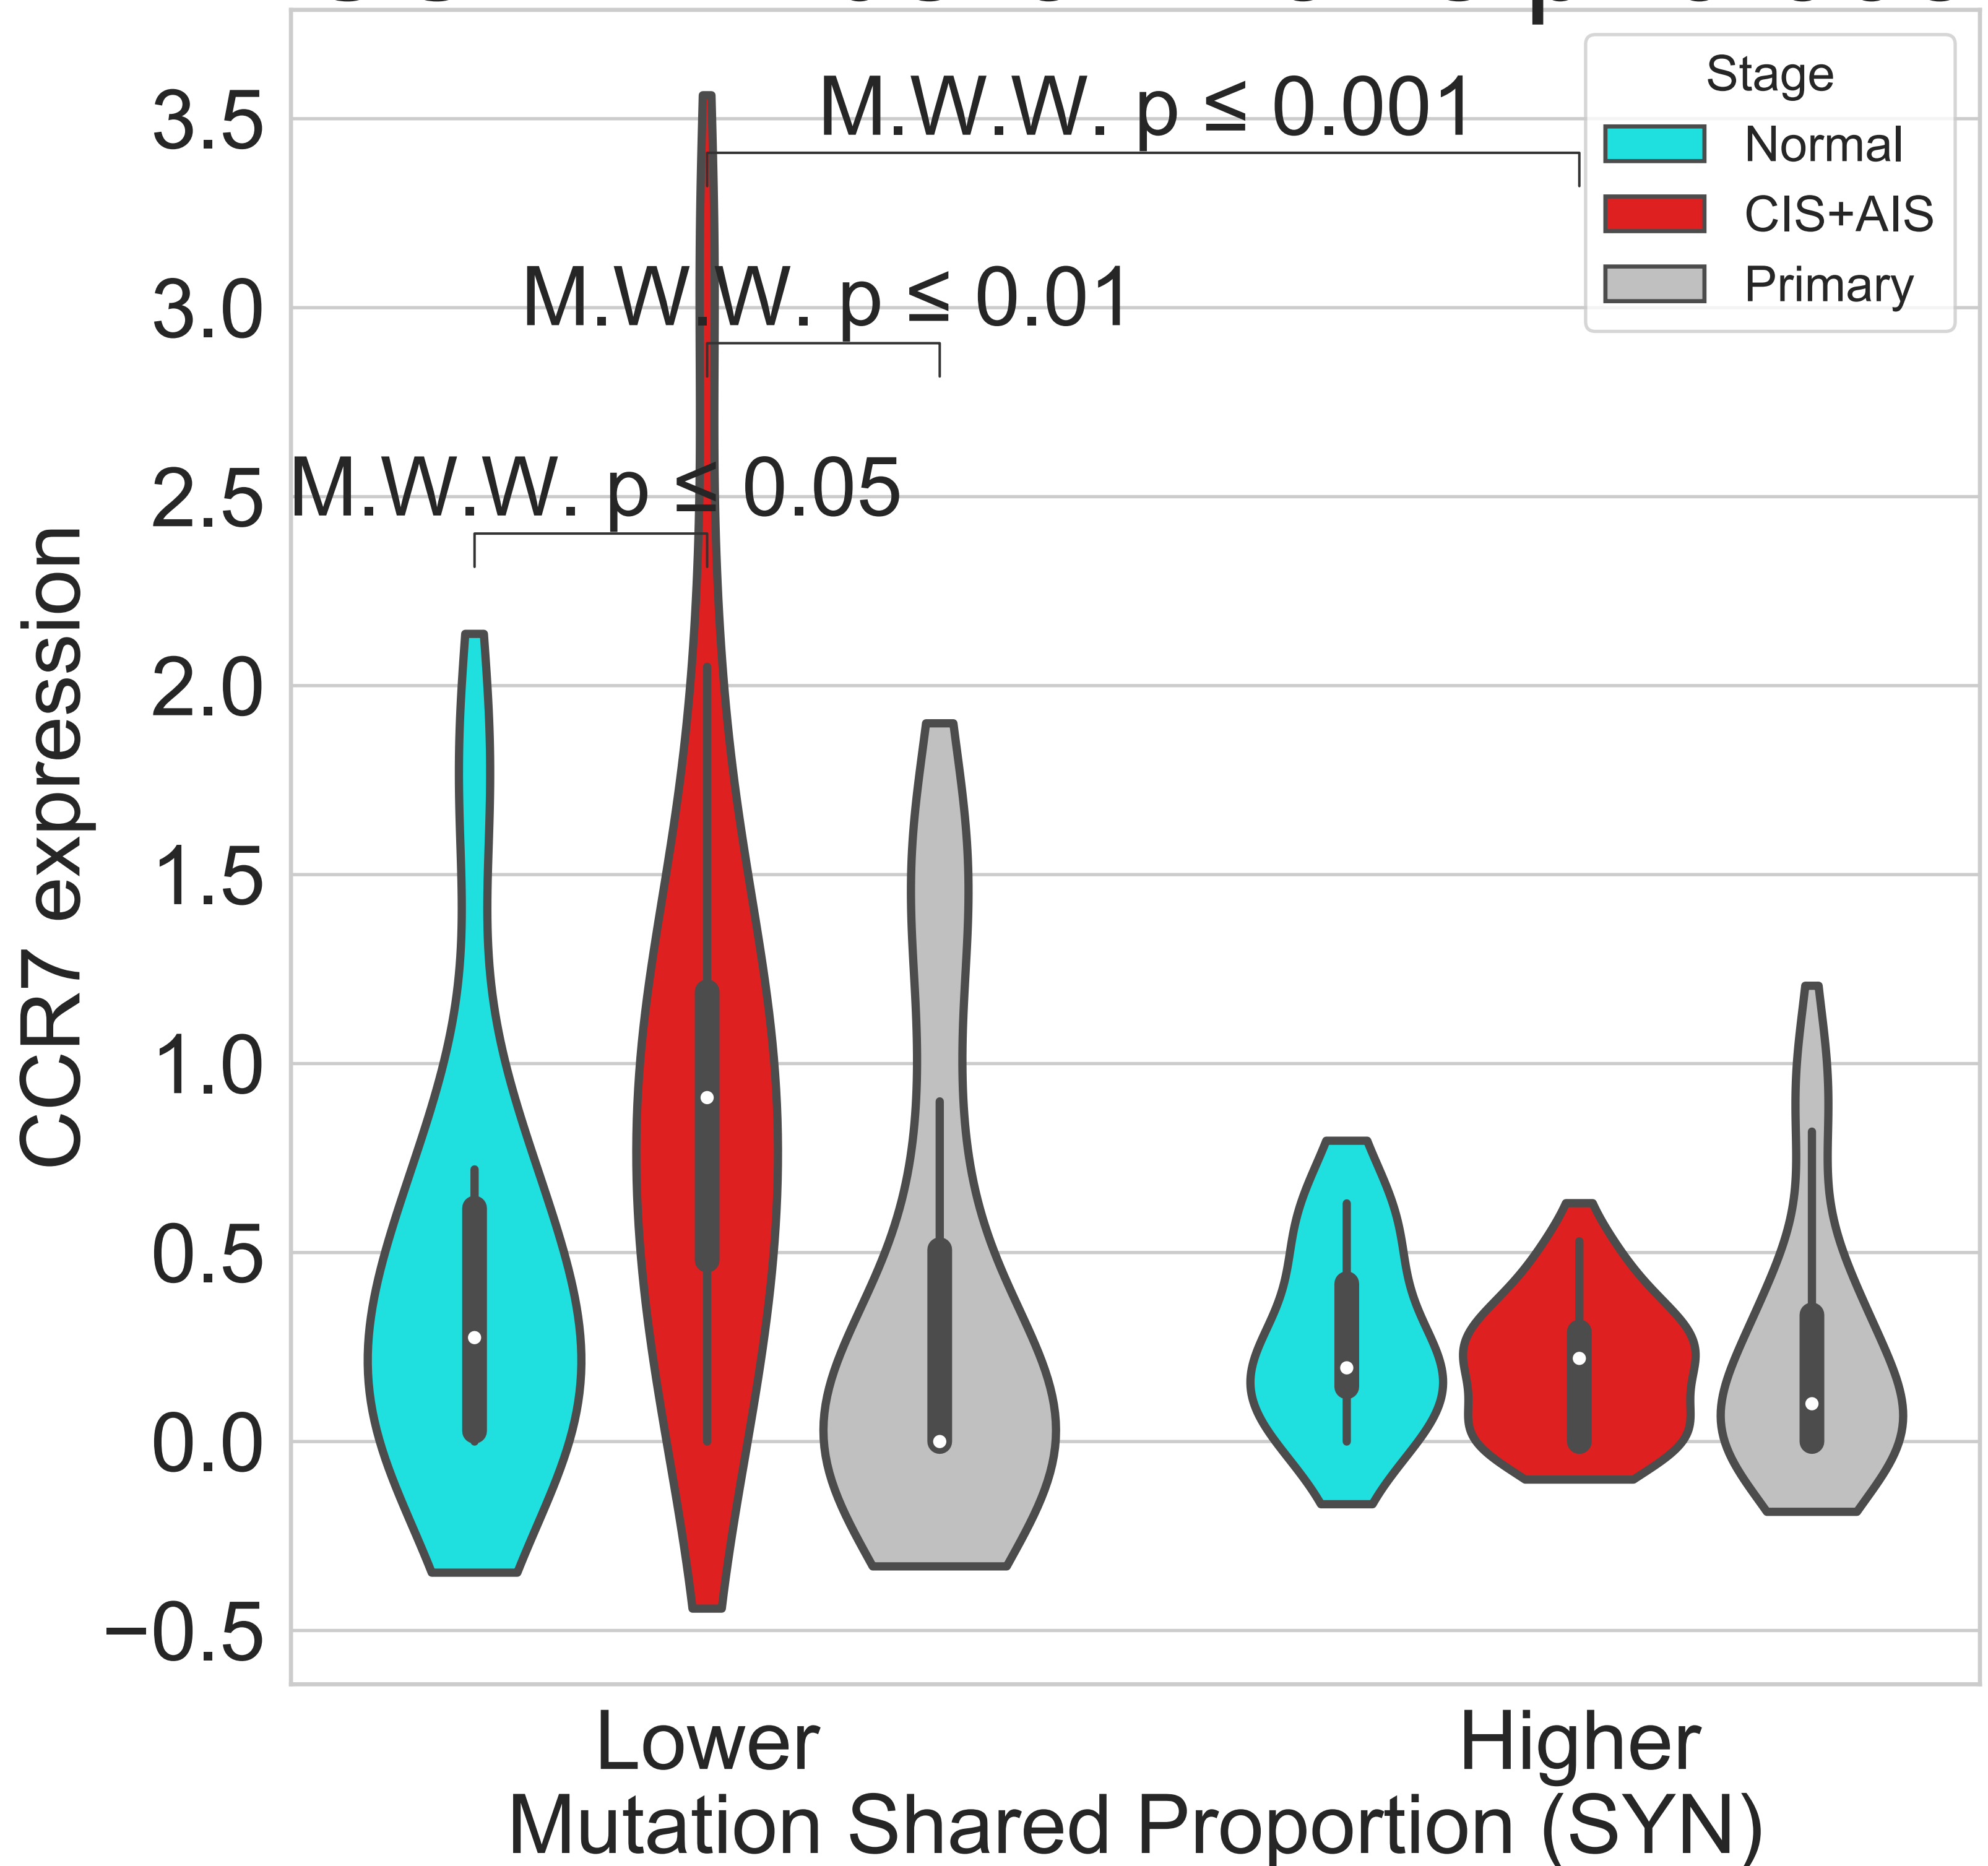 M.W.W. p ≤ 0.001
M.W.W. p ≤ 0.01
M.W.W. p ≤ 0.05
Stage
Normal
CIS+AIS
Primary
CCR7 expression
3.5
3.0
2.5
2.0
1.5
1.0
0.5
0.0
−0.5
Lower
Higher
Mutation Shared Proportion (SYN)